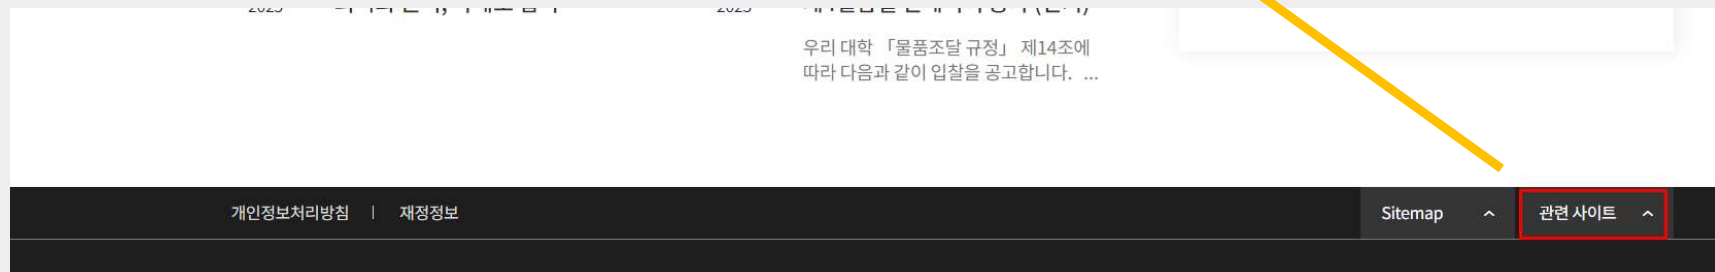 2023
2023
우리 대학 「물품조달 규정」 제14조에
따라 다음과 같이 입찰을 공고합니다. ...
개인정보처리방침 | 재정정보
Sitemap
관련 사이트